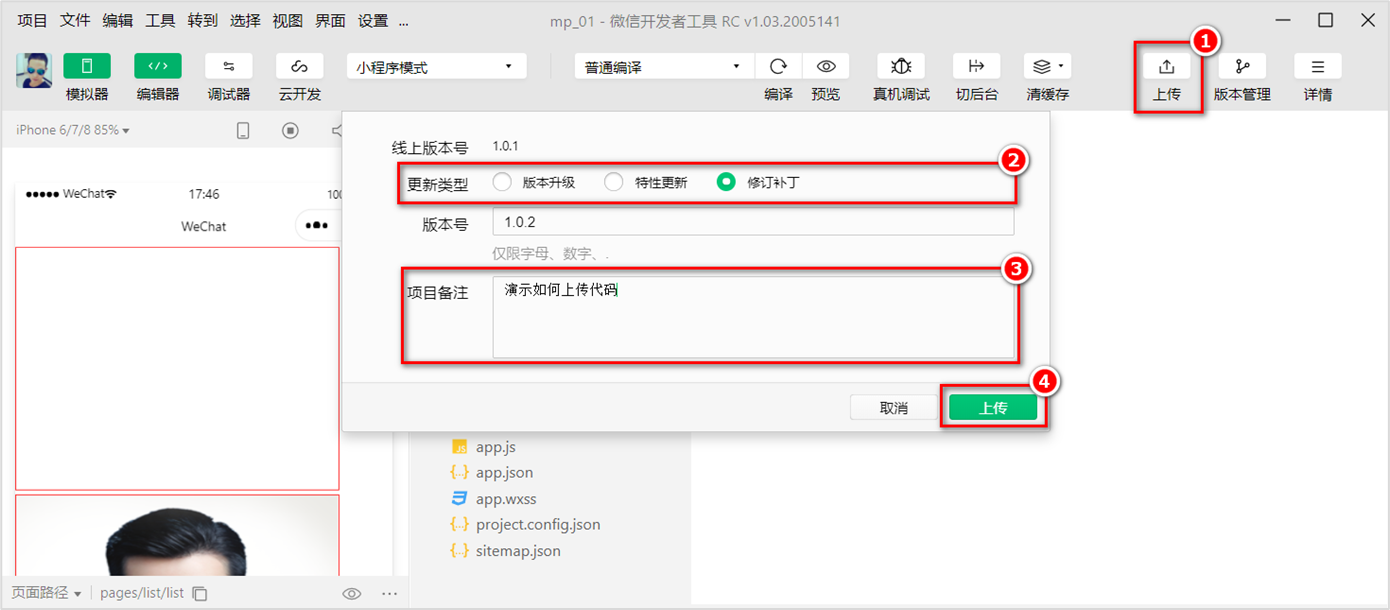 项目 文件 编辑 工具 转到 选择 视图 界面 设置 ... mp_01 - 微信开发者工具 RC v1.03.2005141
小程序模式 普通编译
模拟器 编辑器 调试器 云开发 编译 预览 真机调试 切后台 清缓存 上传 版本管理 详情
1
iPhone 6/7/8 85%
线上版本号 1.0.1
2
更新类型 版本升级 特性更新 修订补丁
WeChat 17:46 100
WeChat
版本号 1.0.2
仅限字母、数字、.
3
项目备注 演示如何上传代码
4
取消 上传
JS app.js
{..} app.json
app.wxss
{..} project.config.json
{..} sitemap.json
页面路径 pages/list/list